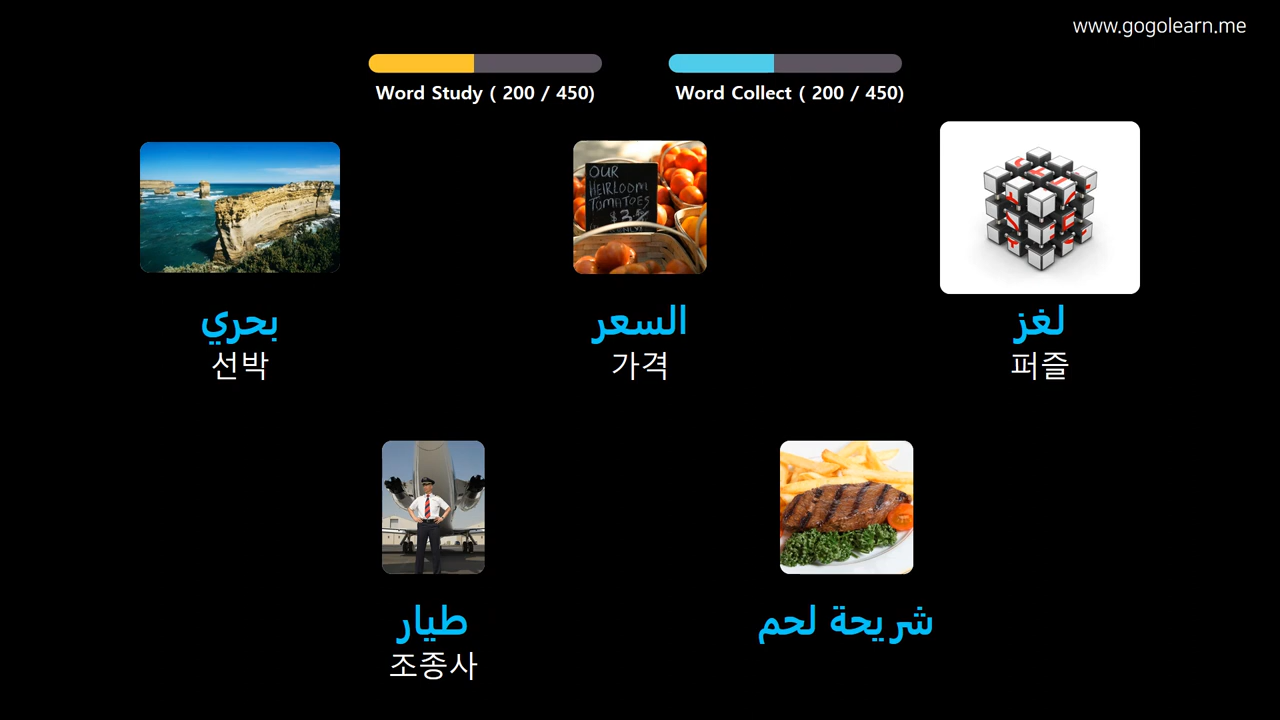 www.gogolearn.me
Word Study ( 200 / 450)
Word Collect ( 200 / 450)
OUR
HEIRLOOM
TOMATOES
بحري
선박
السعر
가격
لغز
퍼즐
طيار
조종사
شريحة لحم